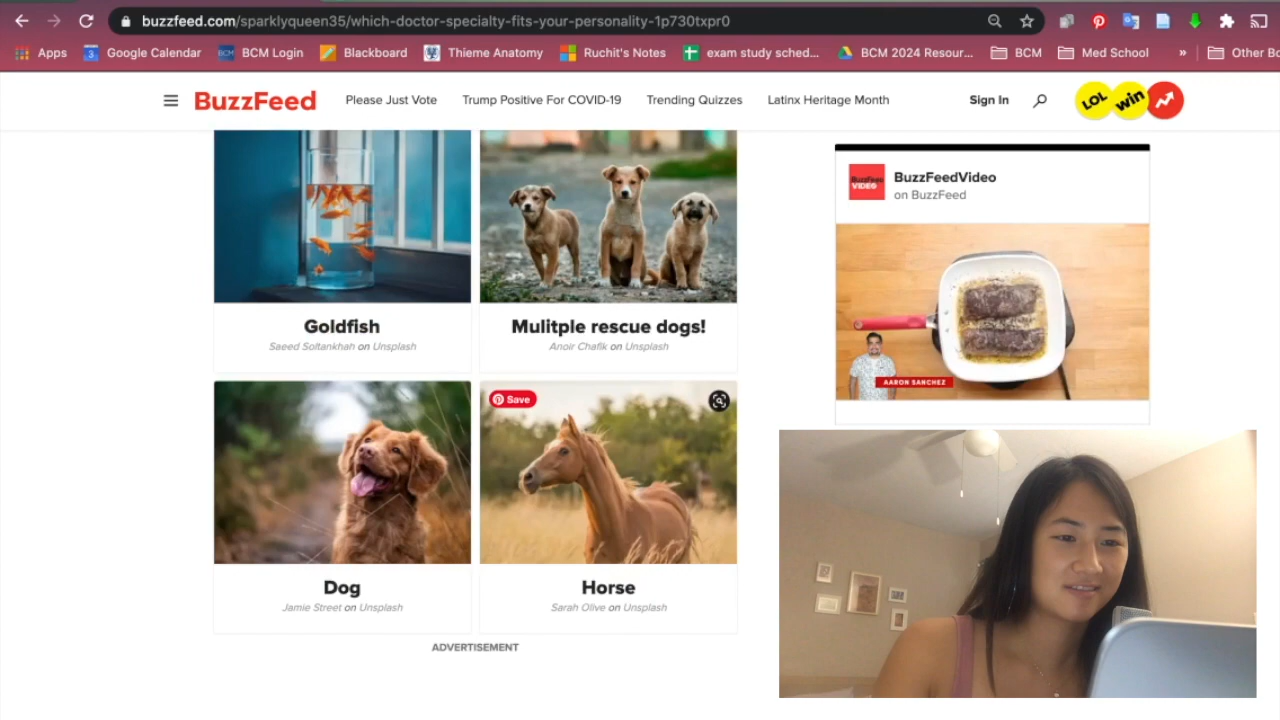 buzzfeed.com/sparklyqueen35/which-doctor-specialty-fits-your-personality-1p730txpr0
Apps
3 Google Calendar
BCM BCM Login
Blackboard
Thieme Anatomy
Ruchit's Notes
exam study sched...
BCM 2024 Resour...
BCM
Med School
»
Other Bo
BuzzFeed
Please Just Vote
Trump Positive For COVID-19
Trending Quizzes
Latinx Heritage Month
Sign In
LOL
win
BuzzFeed
VIDEO
BuzzFeedVideo
on BuzzFeed
Goldfish
Saeed Soltankhah on Unsplash
Mulitple rescue dogs!
Anoir Chafik on Unsplash
AARON SANCHEZ
Save
Dog
Jamie Street on Unsplash
Horse
Sarah Olive on Unsplash
ADVERTISEMENT